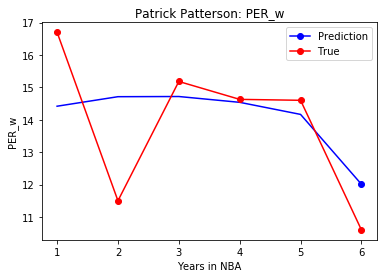 Patrick Patterson: PER_w
Prediction
True
17
16
15
14
13
12
11
PER_w
1 2 3 4 5 6
Years in NBA